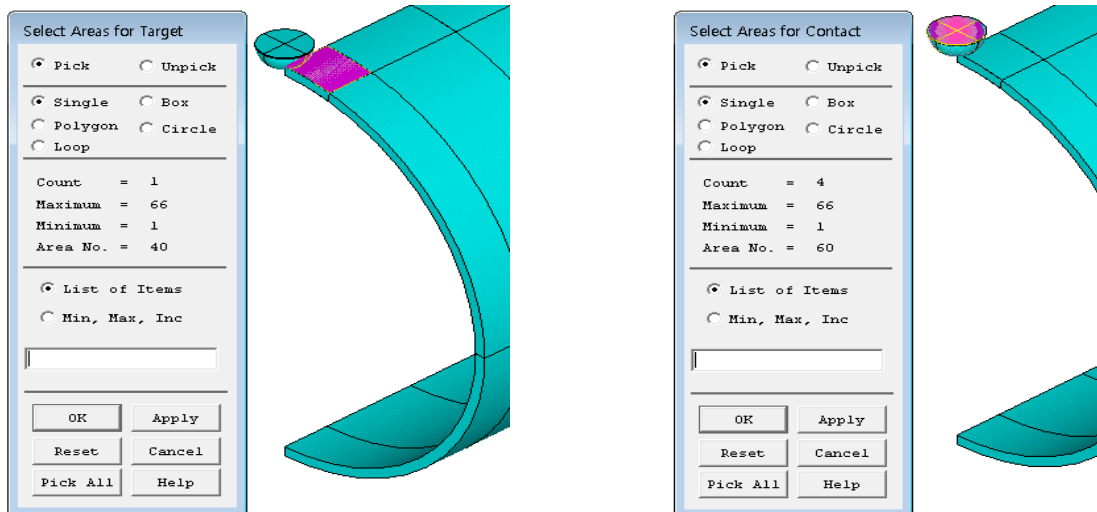 Select Areas for Target
Pick Unpick
Single Box
Polygon Circle
Loop
Count = 1
Maximum = 66
Minimum = 1
Area No. = 40
List of Items
Min, Max, Inc
OK Apply
Reset Cancel
Pick All Help
Select Areas for Contact
Pick Unpick
Single Box
Polygon Circle
Loop
Count = 4
Maximum = 66
Minimum = 1
Area No. = 60
List of Items
Min, Max, Inc
OK Apply
Reset Cancel
Pick All Help